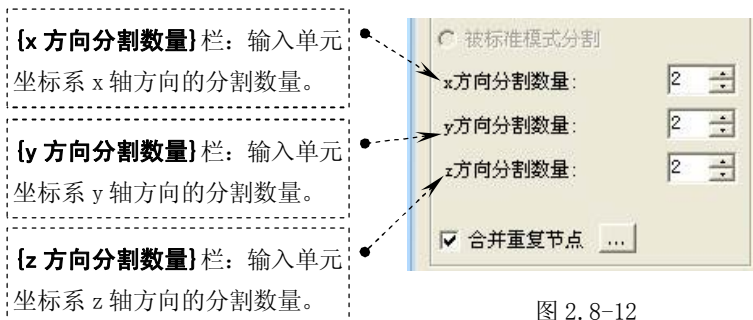 {x 方向分割数量}栏：输入单元
坐标系 x 轴方向的分割数量。
{y 方向分割数量}栏：输入单元
坐标系 y 轴方向的分割数量。
{z 方向分割数量}栏：输入单元
坐标系 z 轴方向的分割数量。
被标准模式分割
x方向分割数量: 2
y方向分割数量: 2
z方向分割数量: 2
合并重复节点 ...
图 2.8-12